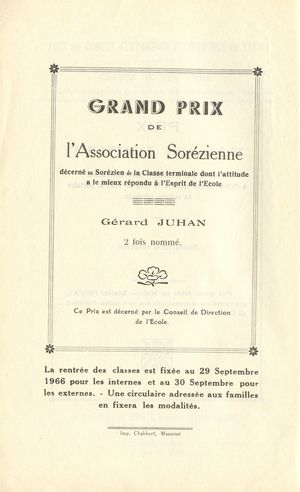 GRAND PRIX
DE
l'Association Sorézienne
décerné au Sorézien de la Classe terminale dont l'attitude
a le mieux répondu à l'Esprit de l'Ecole
Gérard JUHAN
2 fois nommé.
Ce Prix est décerné par le Conseil de Direction
de l'Ecole.
La rentrée des classes est fixée au 29 Septembre
1966 pour les internes et au 30 Septembre pour
les externes. - Une circulaire adressée aux familles
en fixera les modalités.
Imp. Chabbert, Mazamet